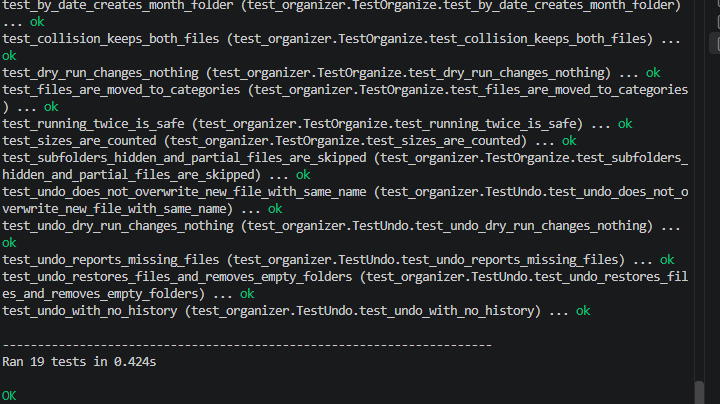 test_by_date_creates_month_folder (test_organizer.TestOrganize.test_by_date_creates_month_folder)
... ok
test_collision_keeps_both_files (test_organizer.TestOrganize.test_collision_keeps_both_files) ...
ok
test_dry_run_changes_nothing (test_organizer.TestOrganize.test_dry_run_changes_nothing) ... ok
test_files_are_moved_to_categories (test_organizer.TestOrganize.test_files_are_moved_to_categories
) ... ok
test_running_twice_is_safe (test_organizer.TestOrganize.test_running_twice_is_safe) ... ok
test_sizes_are_counted (test_organizer.TestOrganize.test_sizes_are_counted) ... ok
test_subfolders_hidden_and_partial_files_are_skipped (test_organizer.TestOrganize.test_subfolders_
hidden_and_partial_files_are_skipped) ... ok
test_undo_does_not_overwrite_new_file_with_same_name (test_organizer.TestUndo.test_undo_does_not_o
verwrite_new_file_with_same_name) ... ok
test_undo_dry_run_changes_nothing (test_organizer.TestUndo.test_undo_dry_run_changes_nothing) ...
ok
test_undo_reports_missing_files (test_organizer.TestUndo.test_undo_reports_missing_files) ... ok
test_undo_restores_files_and_removes_empty_folders (test_organizer.TestUndo.test_undo_restores_fil
es_and_removes_empty_folders) ... ok
test_undo_with_no_history (test_organizer.TestUndo.test_undo_with_no_history) ... ok
----------------------------------------------------------------------
Ran 19 tests in 0.424s
OK